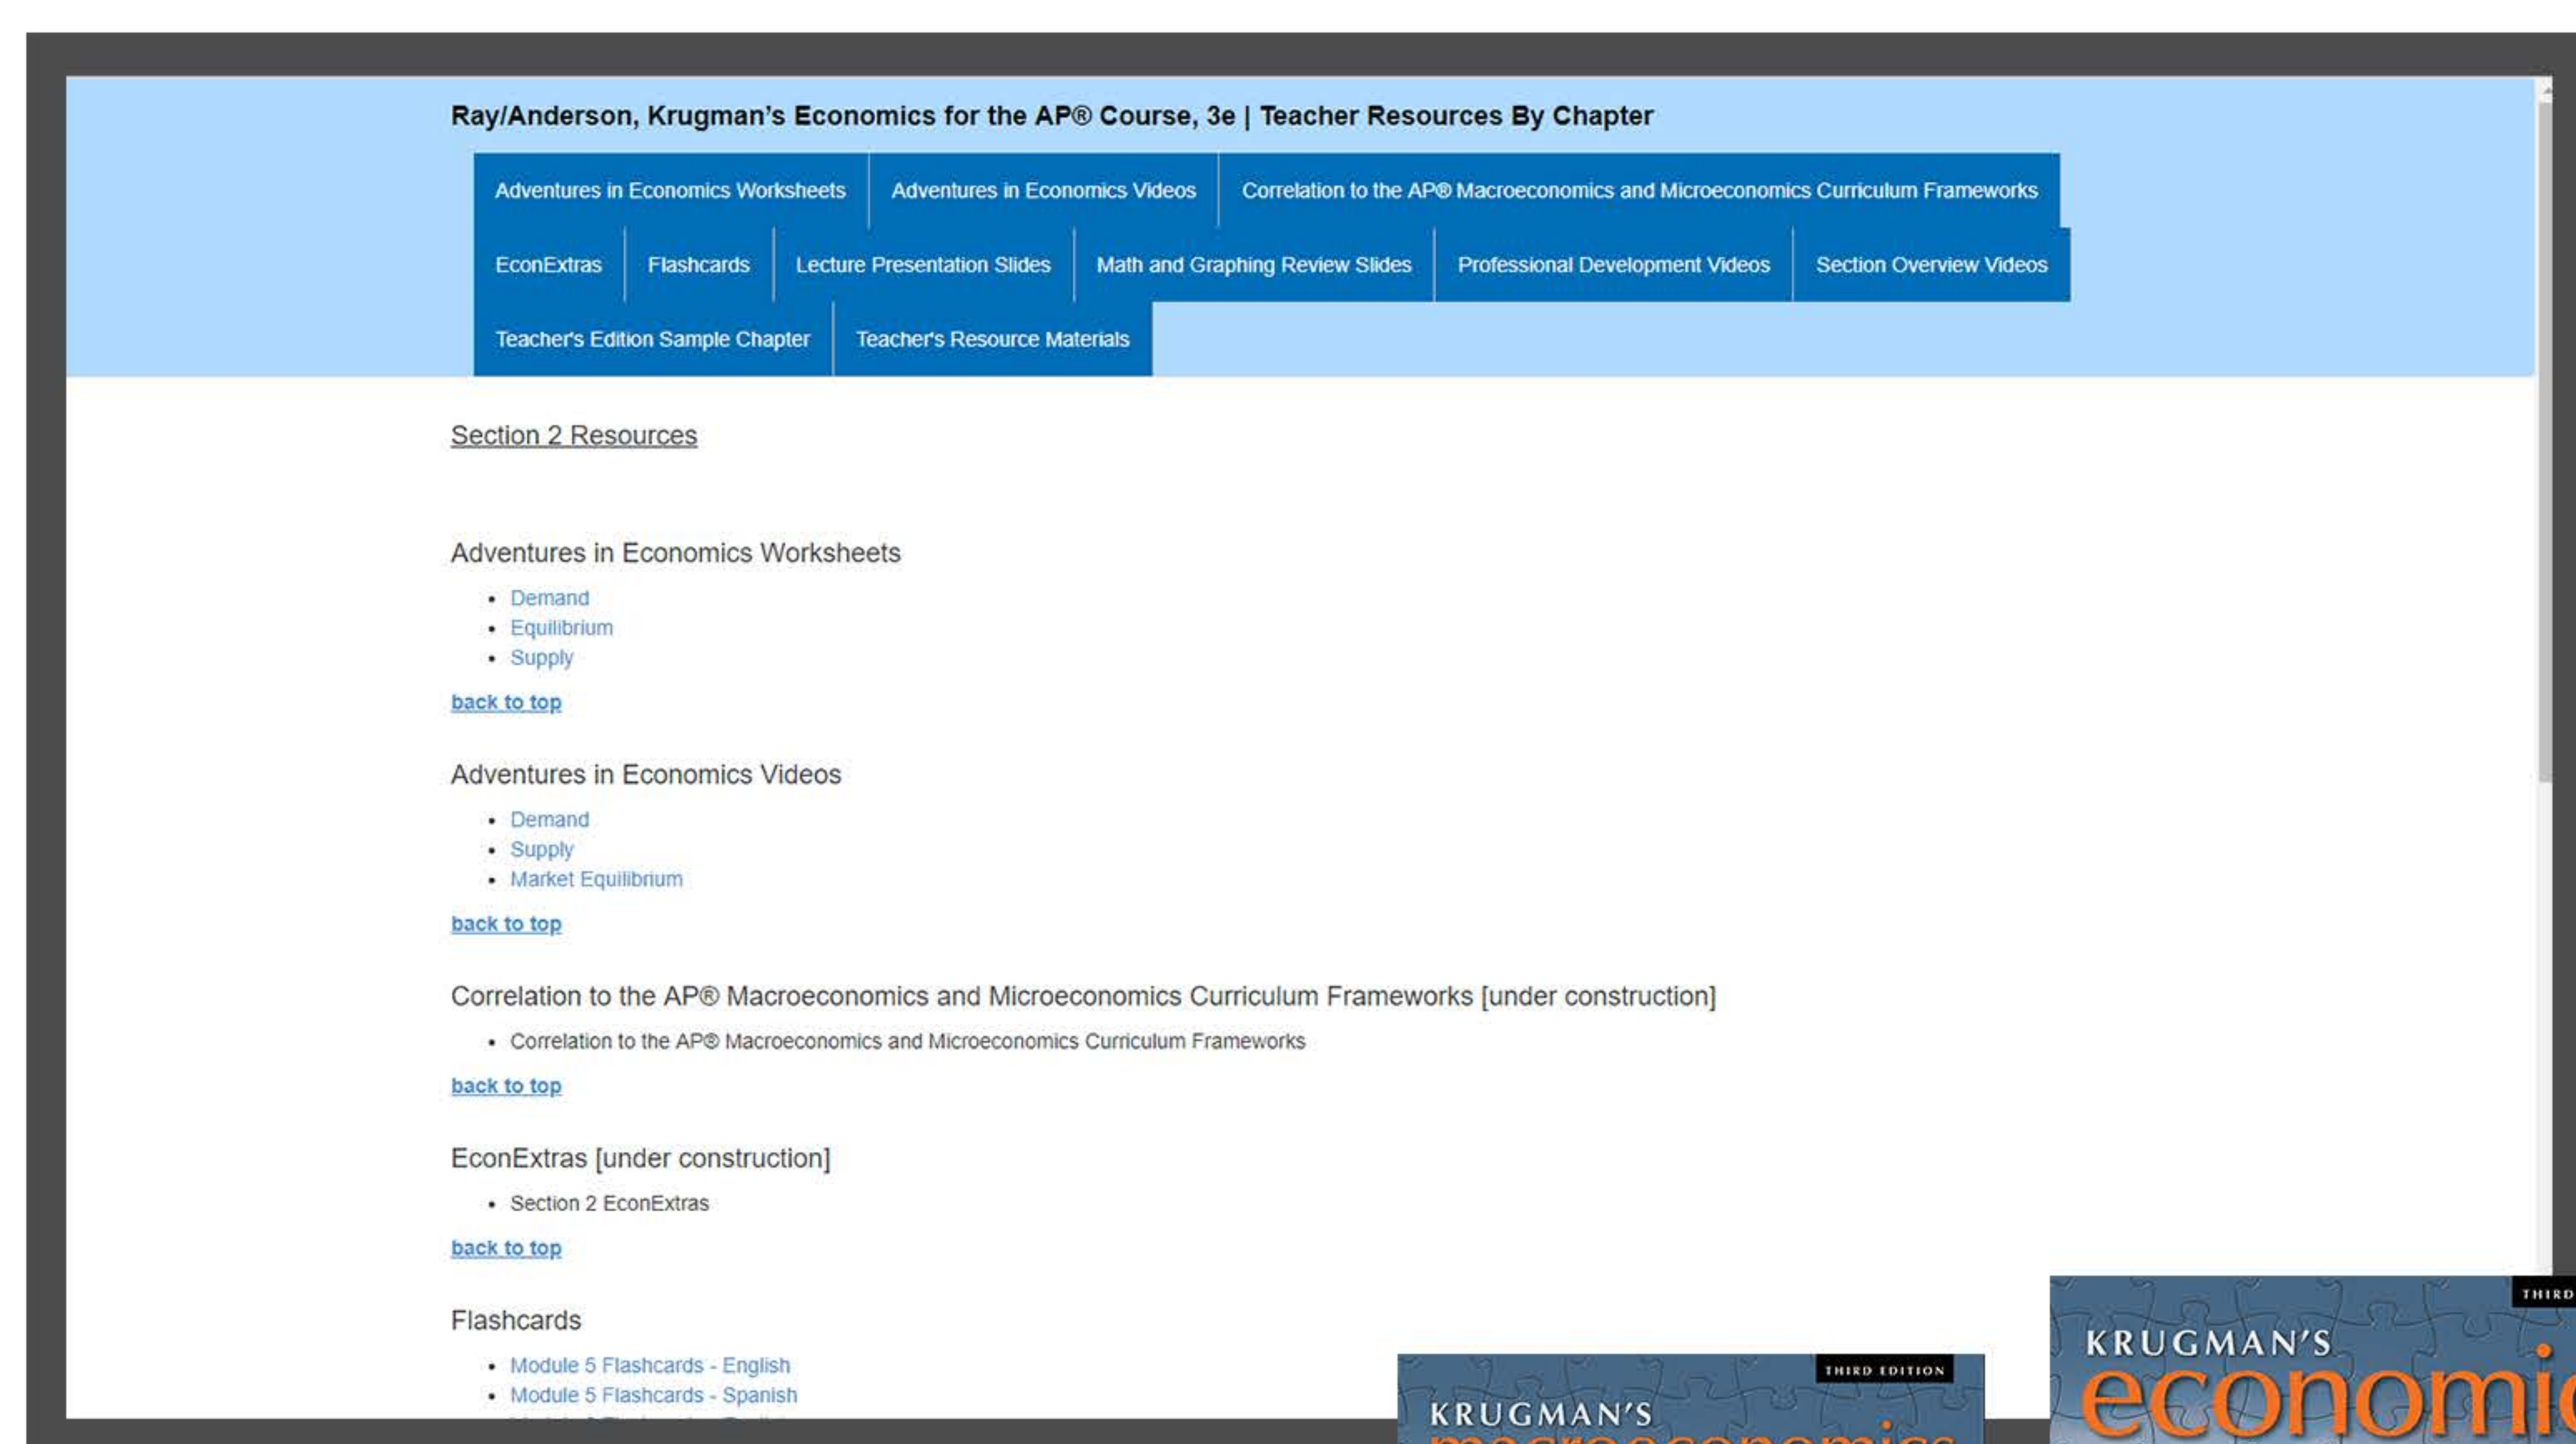 Ray/Anderson, Krugman's Economics for the AP® Course, 3e | Teacher Resources By Chapter
Adventures in Economics Worksheets Adventures in Economics Videos Correlation to the AP® Macroeconomics and Microeconomics Curriculum Frameworks
EconExtras Flashcards Lecture Presentation Slides Math and Graphing Review Slides Professional Development Videos Section Overview Videos
Teacher's Edition Sample Chapter Teacher's Resource Materials
Section 2 Resources
Adventures in Economics Worksheets
• Demand
• Equilibrium
• Supply
back to top
Adventures in Economics Videos
• Demand
• Supply
• Market Equilibrium
back to top
Correlation to the AP® Macroeconomics and Microeconomics Curriculum Frameworks [under construction]
• Correlation to the AP® Macroeconomics and Microeconomics Curriculum Frameworks
back to top
EconExtras [under construction]
• Section 2 EconExtras
back to top
Flashcards
• Module 5 Flashcards - English
• Module 5 Flashcards - Spanish
THIRD EDITION
KRUGMAN'S
macroeconomics
THIRD
KRUGMAN'S
economic